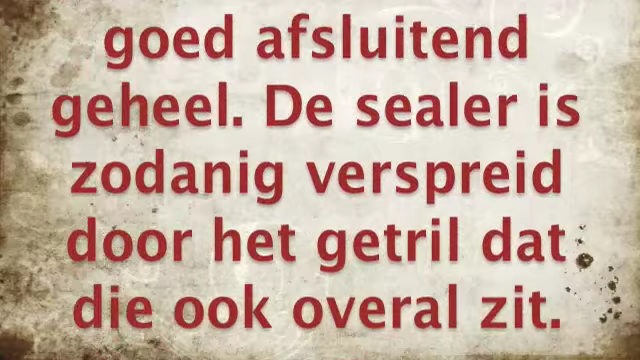 goed afsluitend
geheel. De sealer is
zodanig verspreid
door het getril dat
die ook overal zit.